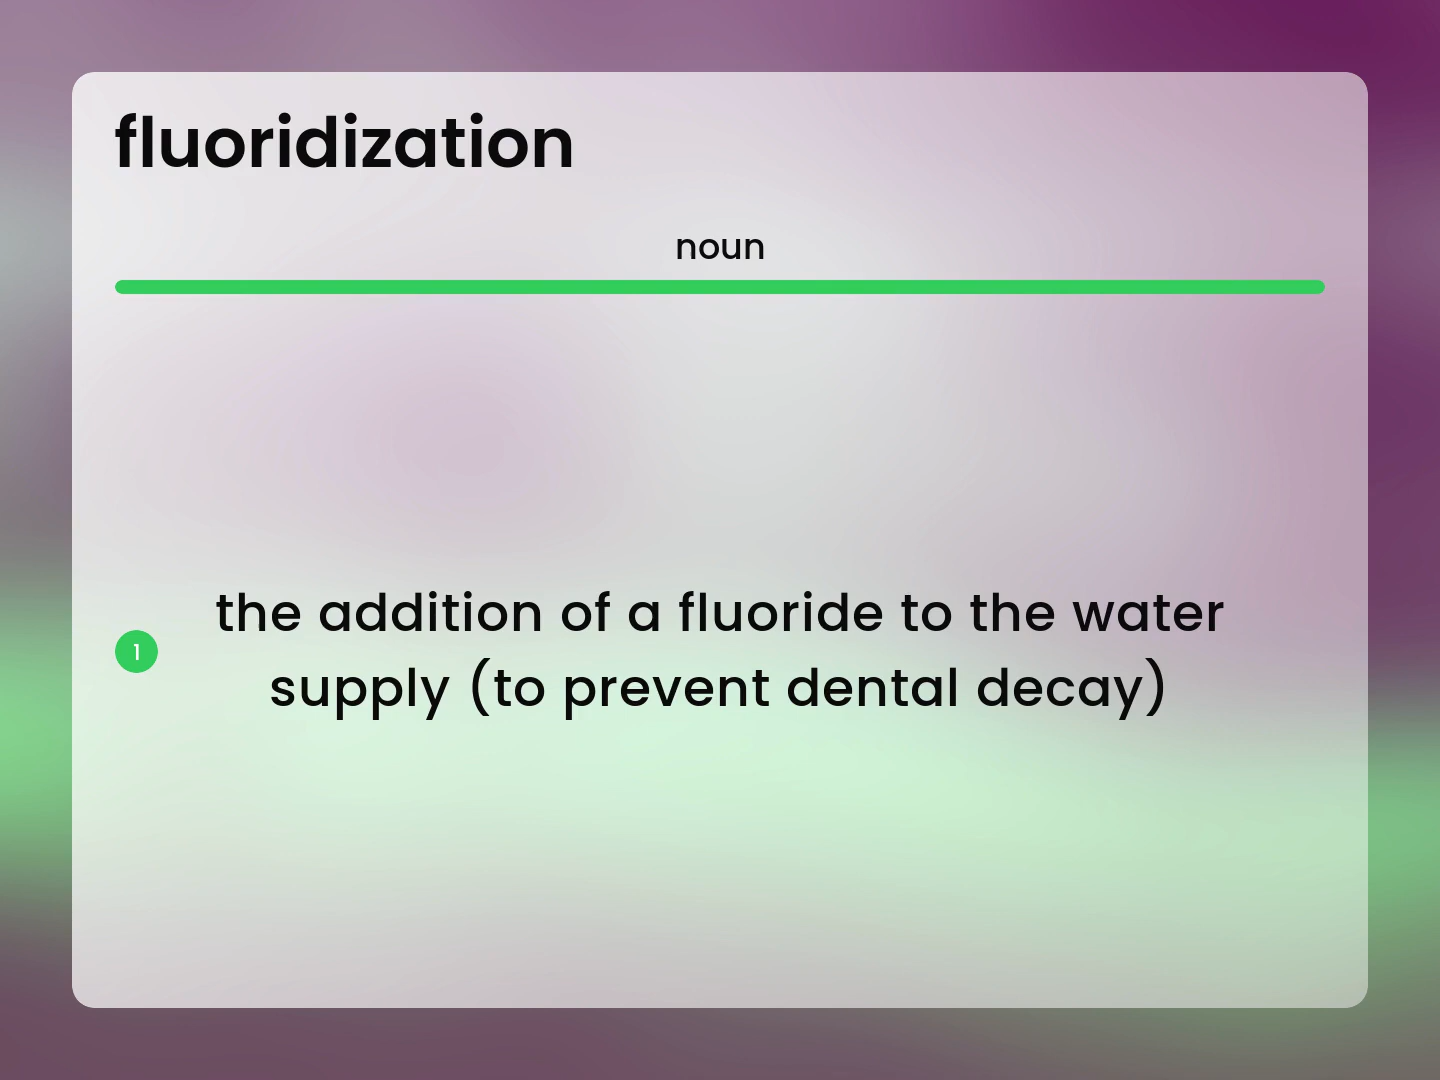 fluoridization
noun
1
the addition of a fluoride to the water
supply (to prevent dental decay)